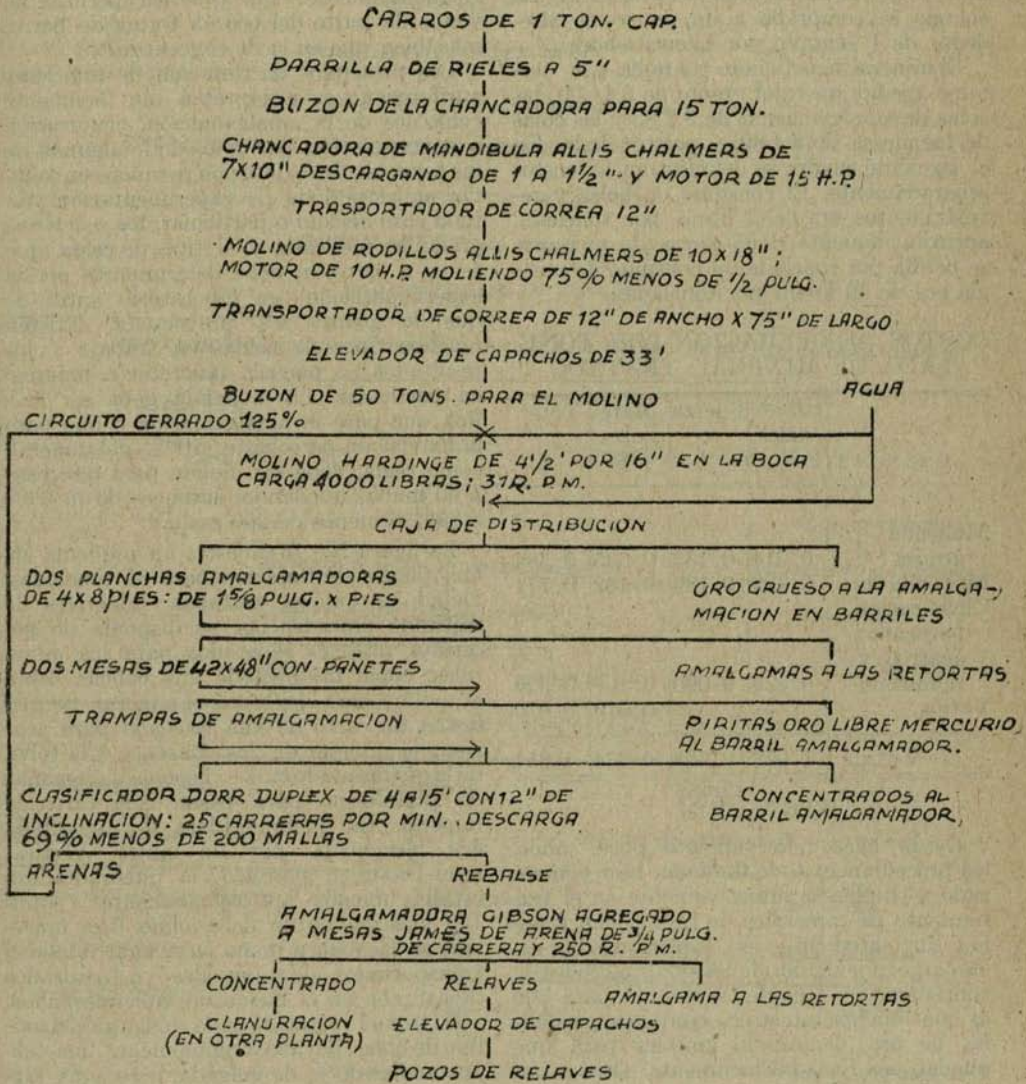 CARROS DE 1 TON. CAP.
PARRILLA DE RIELES A 5"
BUZON DE LA CHANCADORA PARA 15 TON.
CHANCADORA DE MANDIBULA ALLIS CHALMERS DE
7X10" DESCARGANDO DE 1 A 1½" Y MOTOR DE 15 H.P.
TRASPORTADOR DE CORREA 12"
MOLINO DE RODILLOS ALLIS CHALMERS DE 10X18";
MOTOR DE 10 H.P. MOLIENDO 75% MENOS DE ½ PULG.
TRANSPORTADOR DE CORREA DE 12" DE ANCHO X 75" DE LARGO
ELEVADOR DE CAPACHOS DE 33'
BUZON DE 50 TONS. PARA EL MOLINO
AGUA
CIRCUITO CERRADO 125%
MOLINO HARDINGE DE 4½' POR 16" EN LA BOCA
CARGA 4000 LIBRAS; 31 R. P.M.
CAJA DE DISTRIBUCION
DOS PLANCHAS AMALGAMADORAS
DE 4X8 PIES: DE 1⅝ PULG. X PIES
ORO GRUESO A LA AMALGA-
MACION EN BARRILES
DOS MESAS DE 42X48" CON PAÑETES
AMALGAMAS A LAS RETORTAS
TRAMPAS DE AMALGAMACION
PIRITAS ORO LIBRE MERCURIO
AL BARRIL AMALGAMADOR.
CLASIFICADOR DORR DUPLEX DE 4 A 15' CON 12" DE
INCLINACION: 25 CARRERAS POR MIN.. DESCARGA
69% MENOS DE 200 MALLAS
CONCENTRADOS AL
BARRIL AMALGAMADOR
ARENAS
REBALSE
AMALGAMADORA GIBSON AGREGADO
A MESAS JAMES DE ARENA DE ¾ PULG.
DE CARRERA Y 250 R. P.M.
CONCENTRADO
RELAVES
AMALGAMA A LAS RETORTAS
CLANURACION
(EN OTRA PLANTA)
ELEVADOR DE CAPACHOS
POZOS DE RELAVES